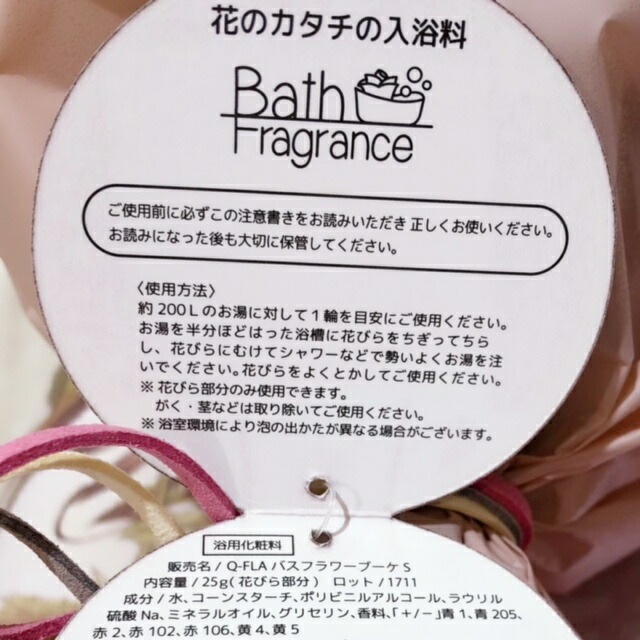 花のカタチの入浴料
Bath
Fragrance
ご使用前に必ずこの注意書きをお読みいただき 正しくお使いください。
お読みになった後も大切に保管してください。
〈使用方法〉
約200Lのお湯に対して1輪を目安にご使用ください。
お湯を半分ほどはった浴槽に花びらをちぎってちら
し、花びらにむけてシャワーなどで勢いよくお湯を注
いでください。花びらをよくとかしてご使用ください。
※花びら部分のみ使用できます。
がく・茎などは取り除いてご使用ください。
※浴室環境により泡の出かたが異なる場合がございます。
浴用化粧料
販売名/Q-FLA バスフラワーブーケS
内容量/25g(花びら部分) ロット/1711
成分/水、コーンスターチ、ポリビニルアルコール、ラウリル
硫酸Na、ミネラルオイル、グリセリン、香料、「+/-」青1、青205、
赤2、赤102、赤106、黄4、黄5